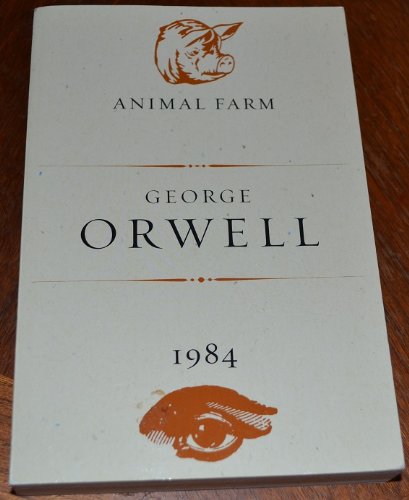 ANIMAL FARM
GEORGE
ORWELL
1984